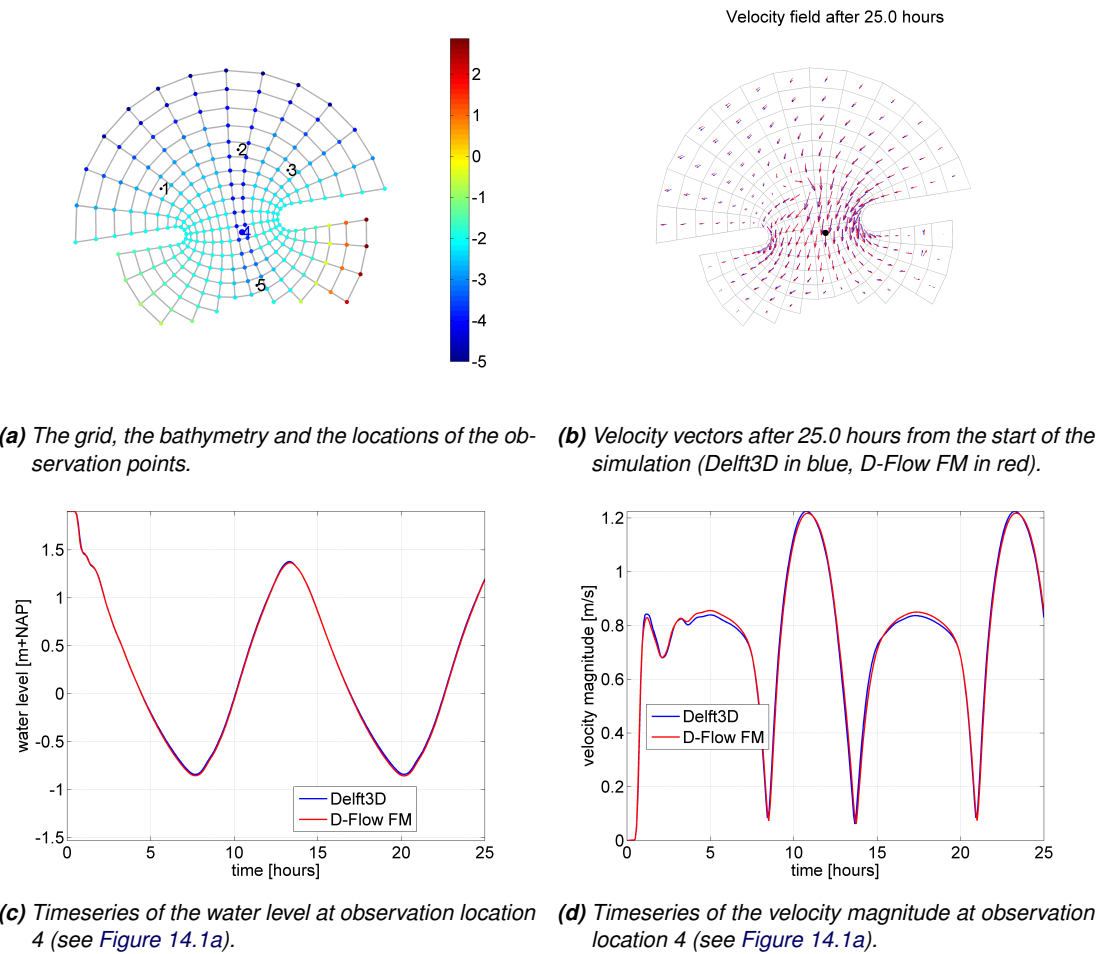 Velocity field after 25.0 hours
2
1
0
-1
-2
-3
-4
-5
2
3
1
4
5
(a) The grid, the bathymetry and the locations of the ob-
servation points.
(b) Velocity vectors after 25.0 hours from the start of the
simulation (Delft3D in blue, D-Flow FM in red).
water level [m+NAP]
1.5
1
0.5
0
-0.5
-1
-1.5
0 5 10 15 20 25
time [hours]
Delft3D
D-Flow FM
velocity magnitude [m/s]
1.2
1
0.8
0.6
0.4
0.2
0
0 5 10 15 20 25
time [hours]
Delft3D
D-Flow FM
(c) Timeseries of the water level at observation location
4 (see Figure 14.1a).
(d) Timeseries of the velocity magnitude at observation
location 4 (see Figure 14.1a).